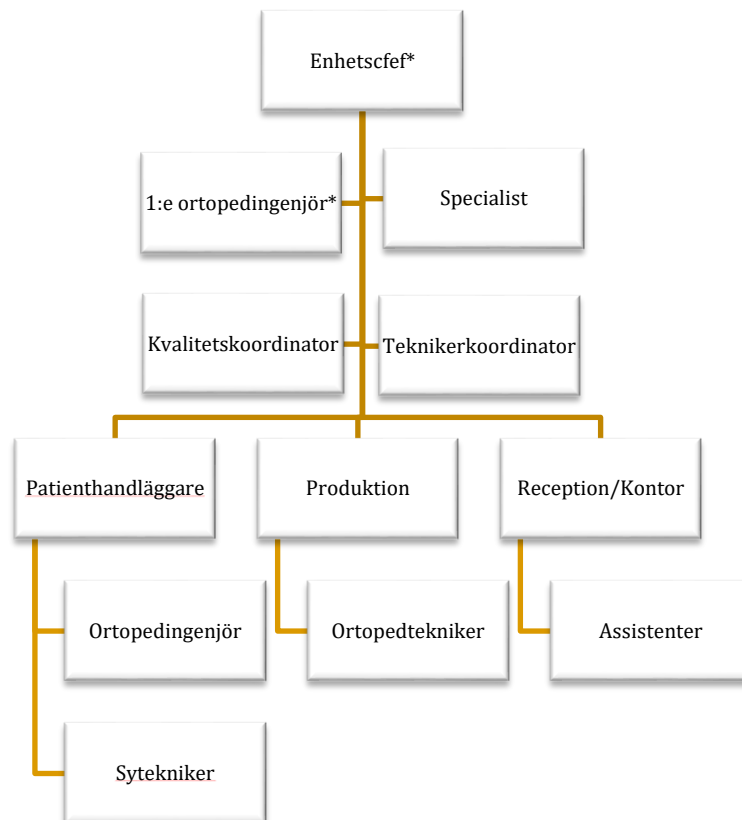 Enhetscfef*
1:e ortopedingenjör*
Specialist
Kvalitetskoordinator
Teknikerkoordinator
Patienthandläggare
Produktion
Reception/Kontor
Ortopedingenjör
Ortopedtekniker
Assistenter
Sytekniker